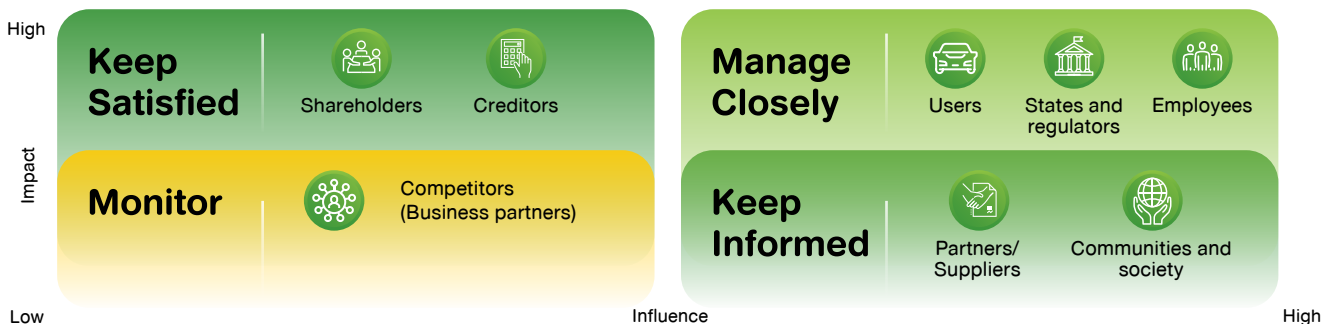 High
Keep
Satisfied
Shareholders
Creditors
Manage
Closely
Users
States and
regulators
Employees
Impact
Monitor
Competitors
(Business partners)
Keep
Informed
Partners/
Suppliers
Communities and
society
Low
Influence
High